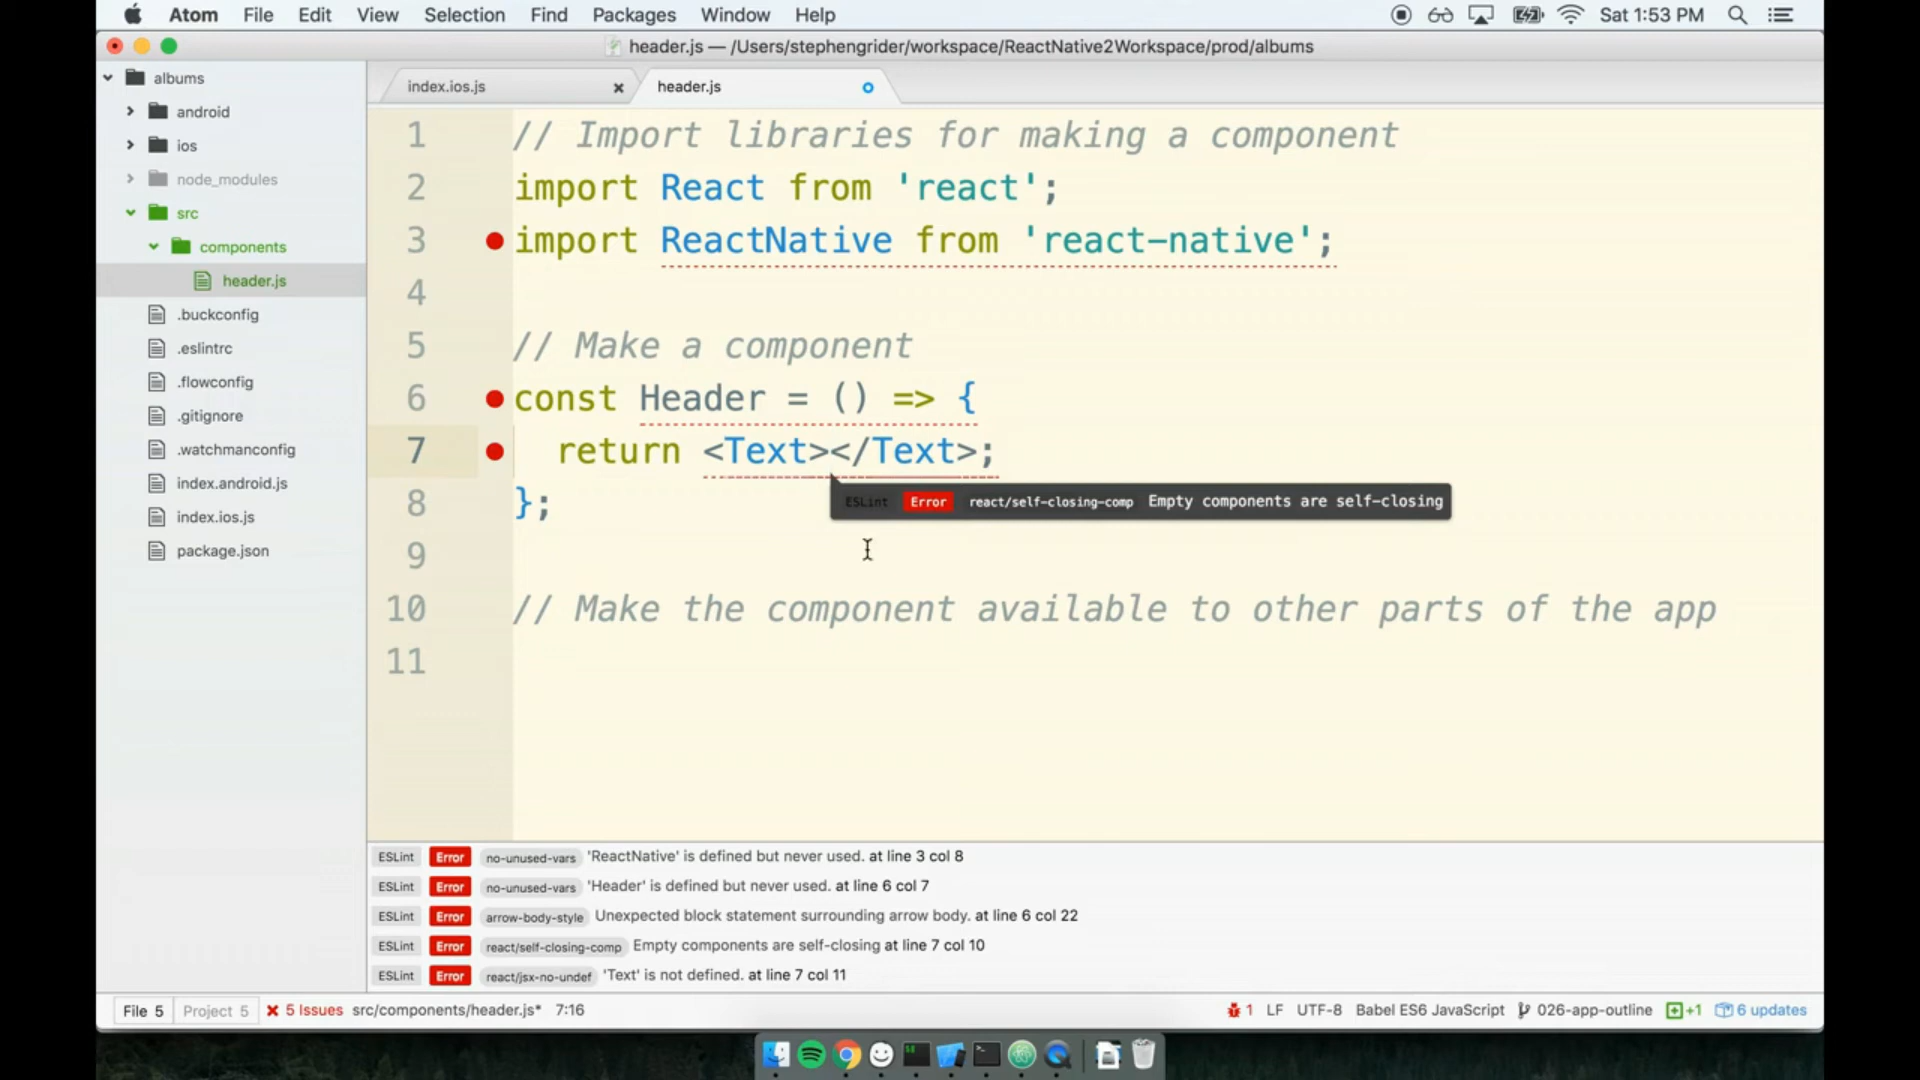 Atom File Edit View Selection Find Packages Window Help Sat 1:53 PM
header.js — /Users/stephengrider/workspace/ReactNative2Workspace/prod/albums
albums
android
ios
node_modules
src
components
header.js
.buckconfig
.eslintrc
.flowconfig
.gitignore
.watchmanconfig
index.android.js
index.ios.js
package.json
index.ios.js header.js
1 // Import libraries for making a component
2 import React from 'react';
3 import ReactNative from 'react-native';
4
5 // Make a component
6 const Header = () => {
7 return <Text></Text>;
ESLint Error react/self-closing-comp Empty components are self-closing
8 };
9
10 // Make the component available to other parts of the app
11
ESLint Error no-unused-vars 'ReactNative' is defined but never used. at line 3 col 8
ESLint Error no-unused-vars 'Header' is defined but never used. at line 6 col 7
ESLint Error arrow-body-style Unexpected block statement surrounding arrow body. at line 6 col 22
ESLint Error react/self-closing-comp Empty components are self-closing at line 7 col 10
ESLint Error react/jsx-no-undef 'Text' is not defined. at line 7 col 11
File 5 Project 5 5 Issues src/components/header.js* 7:16 1 LF UTF-8 Babel ES6 JavaScript 026-app-outline +1 6 updates